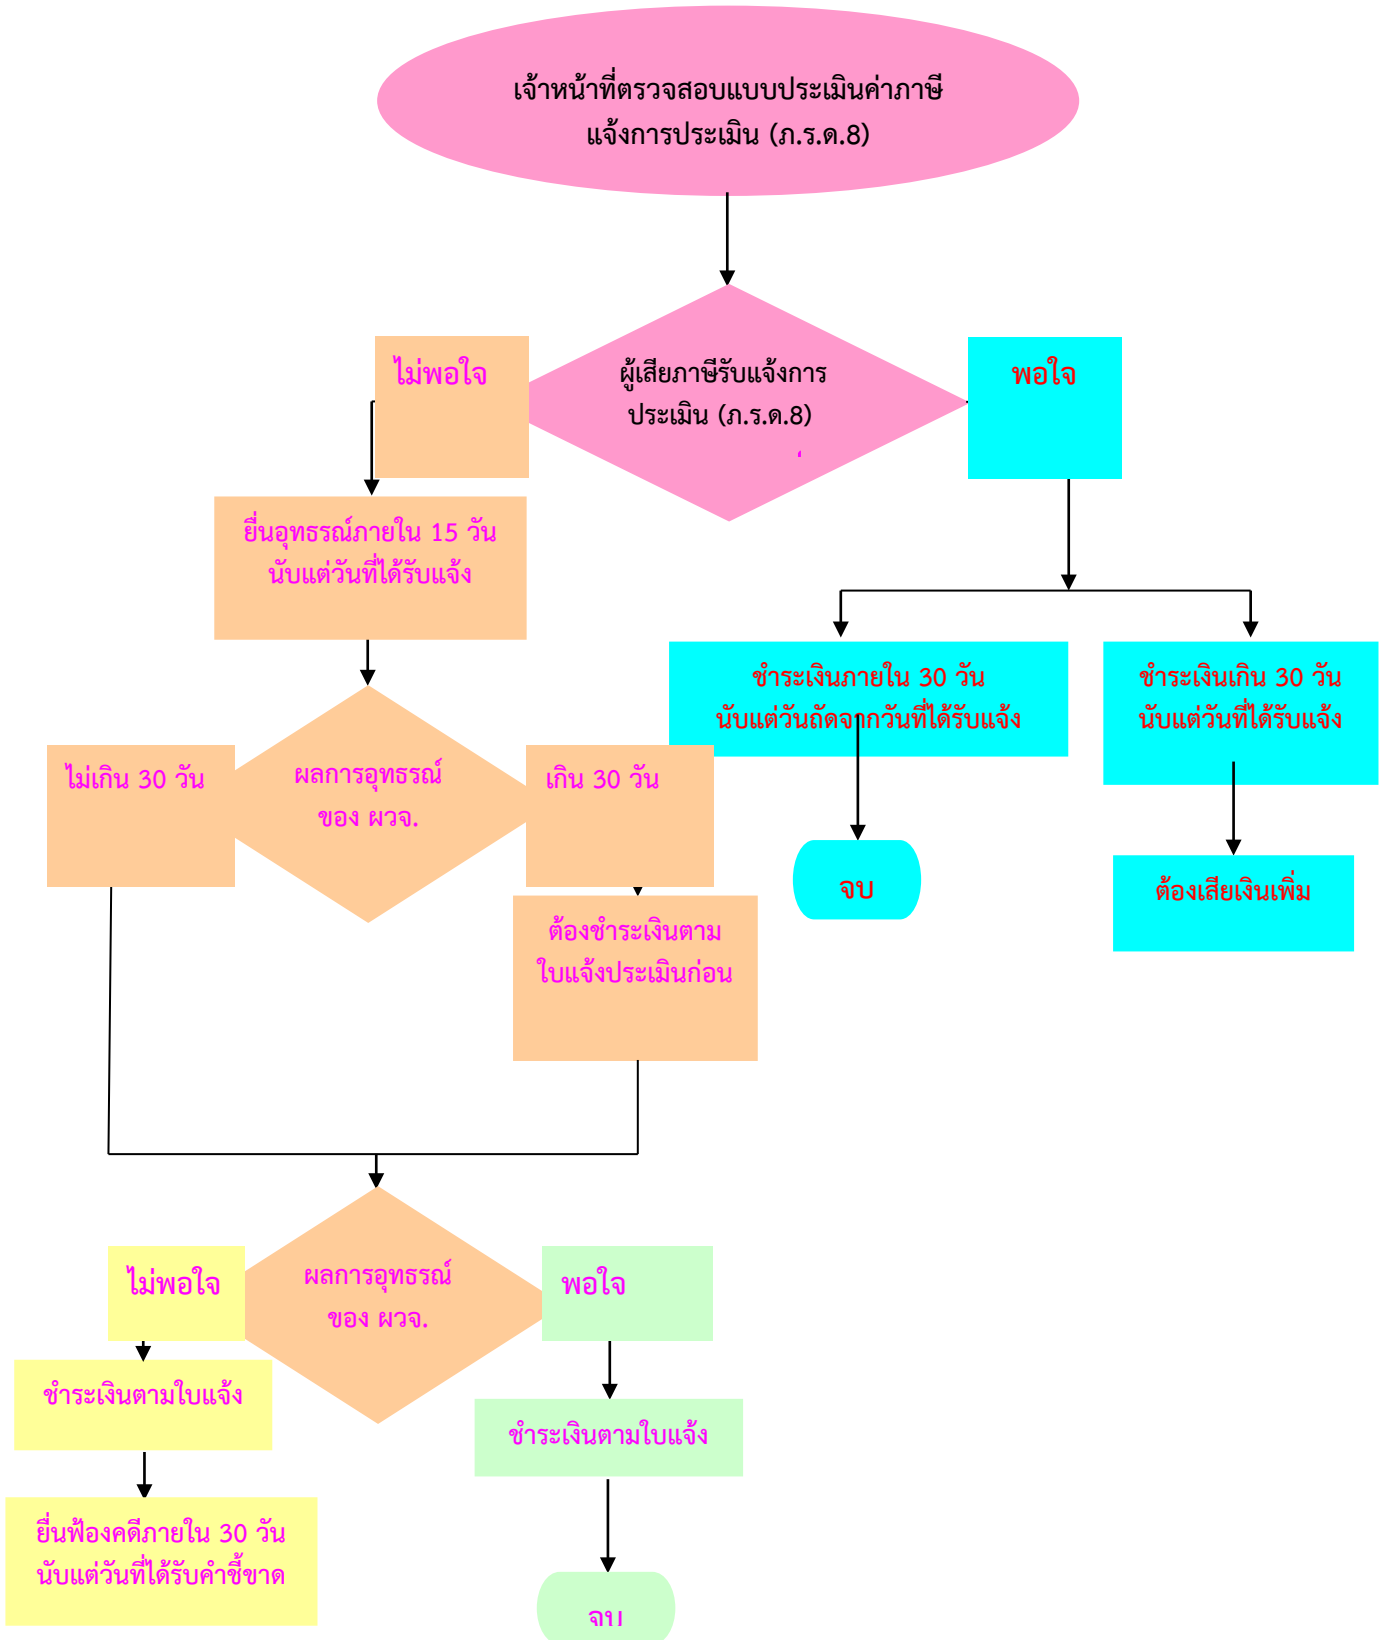 เจ้าหน้าที่ตรวจสอบแบบประเมินค่าภาษี
แจ้งการประเมิน (ภ.ร.ด.8)
ไม่พอใจ
ผู้เสียภาษีรับแจ้งการ
ประเมิน (ภ.ร.ด.8)
พอใจ
ยื่นอุทธรณ์ภายใน 15 วัน
นับแต่วันที่ได้รับแจ้ง
ชำระเงินภายใน 30 วัน
นับแต่วันถัดจากวันที่ได้รับแจ้ง
ชำระเงินเกิน 30 วัน
นับแต่วันที่ได้รับแจ้ง
ไม่เกิน 30 วัน
ผลการอุทธรณ์
ของ ผวจ.
เกิน 30 วัน
จบ
ต้องเสียเงินเพิ่ม
ต้องชำระเงินตาม
ใบแจ้งประเมินก่อน
ไม่พอใจ
ผลการอุทธรณ์
ของ ผวจ.
พอใจ
ชำระเงินตามใบแจ้ง
ชำระเงินตามใบแจ้ง
ยื่นฟ้องคดีภายใน 30 วัน
นับแต่วันที่ได้รับคำชี้ขาด
จบ